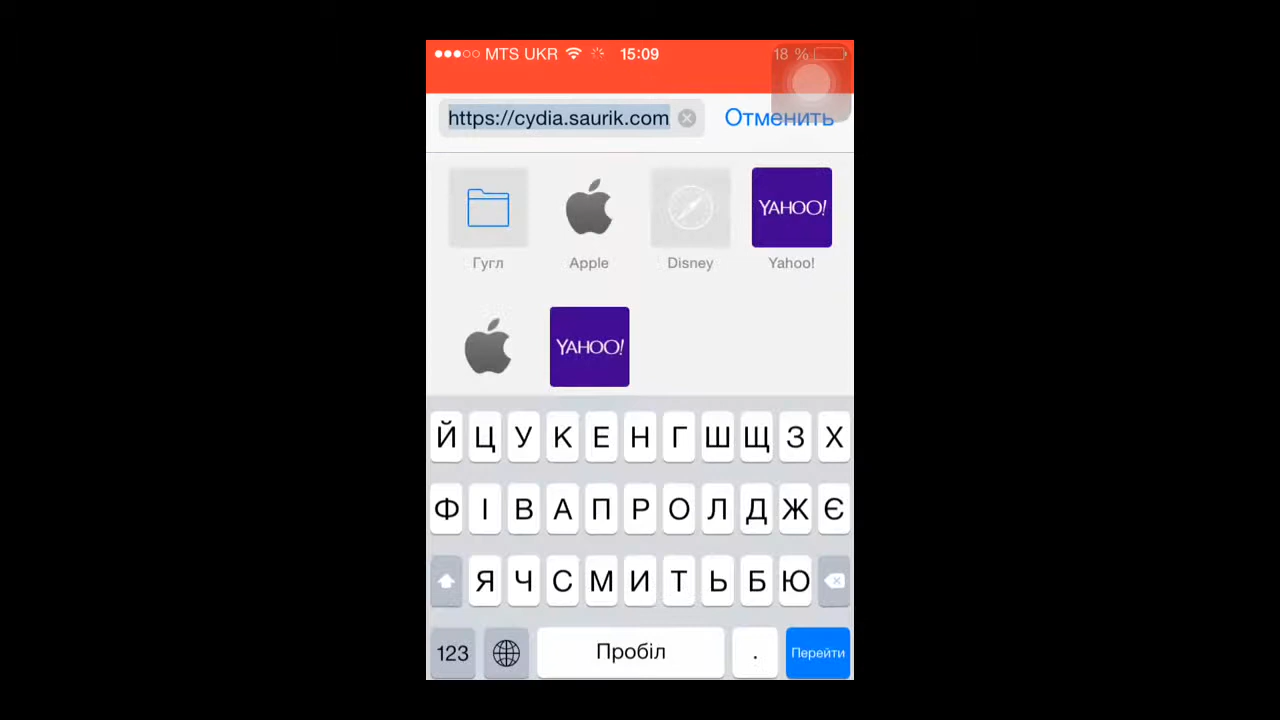 MTS UKR 15:09 18 %
https://cydia.saurik.com Отменить
YAHOO!
Гугл Apple Disney Yahoo!
YAHOO!
Й Ц У К Е Н Г Ш Щ З Х
Ф І В А П Р О Л Д Ж Є
Я Ч С М И Т Ь Б Ю
123 Пробіл . Перейти